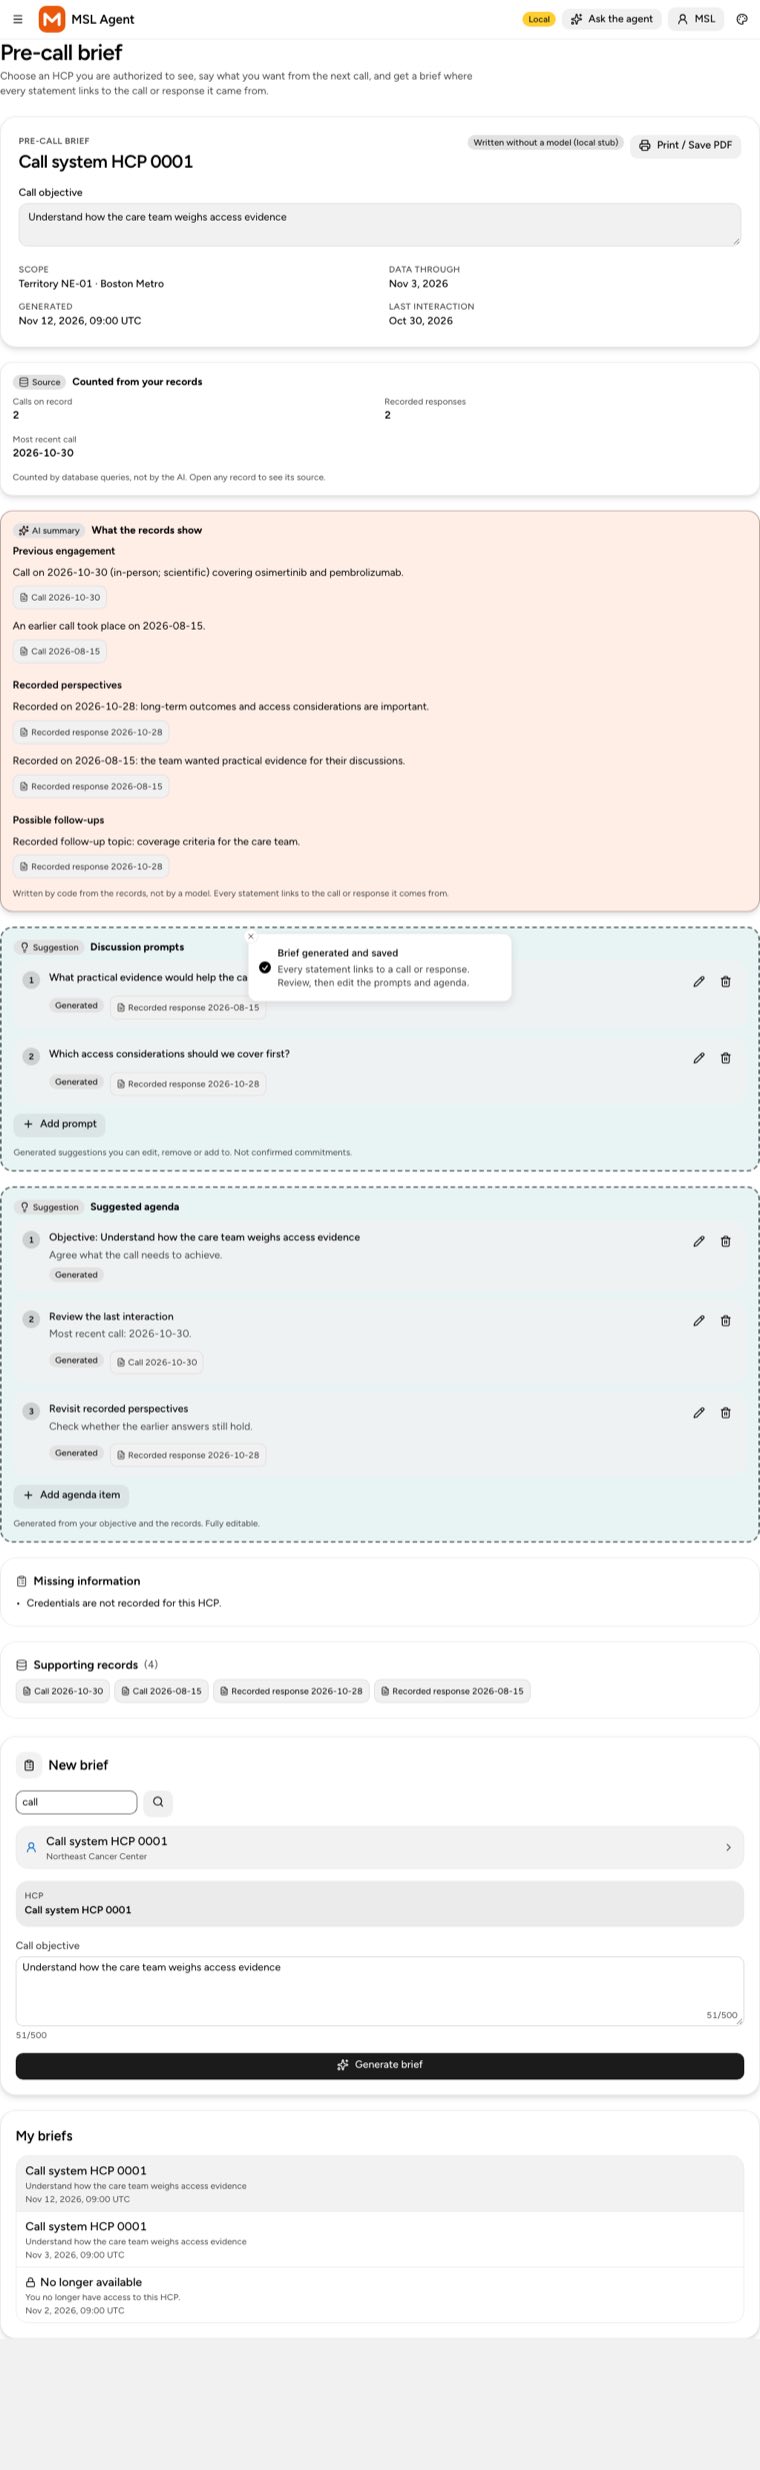 MSL Agent
Local
Ask the agent
MSL
Pre-call brief
Choose an HCP you are authorized to see, say what you want from the next call, and get a brief where
every statement links to the call or response it came from.
PRE-CALL BRIEF
Written without a model (local stub)
Print / Save PDF
Call system HCP 0001
Call objective
Understand how the care team weighs access evidence
SCOPE
DATA THROUGH
Territory NE-01 · Boston Metro
Nov 3, 2026
GENERATED
LAST INTERACTION
Nov 12, 2026, 09:00 UTC
Oct 30, 2026
Source
Counted from your records
Calls on record
Recorded responses
2
2
Most recent call
2026-10-30
Counted by database queries, not by the AI. Open any record to see its source.
AI summary
What the records show
Previous engagement
Call on 2026-10-30 (in-person; scientific) covering osimertinib and pembrolizumab.
Call 2026-10-30
An earlier call took place on 2026-08-15.
Call 2026-08-15
Recorded perspectives
Recorded on 2026-10-28: long-term outcomes and access considerations are important.
Recorded response 2026-10-28
Recorded on 2026-08-15: the team wanted practical evidence for their discussions.
Recorded response 2026-08-15
Possible follow-ups
Recorded follow-up topic: coverage criteria for the care team.
Recorded response 2026-10-28
Written by code from the records, not by a model. Every statement links to the call or response it comes from.
Suggestion
Discussion prompts
Brief generated and saved
Every statement links to a call or response.
Review, then edit the prompts and agenda.
1
What practical evidence would help the ca
Generated
Recorded response 2026-08-15
2
Which access considerations should we cover first?
Generated
Recorded response 2026-10-28
Add prompt
Generated suggestions you can edit, remove or add to. Not confirmed commitments.
Suggestion
Suggested agenda
1
Objective: Understand how the care team weighs access evidence
Agree what the call needs to achieve.
Generated
2
Review the last interaction
Most recent call: 2026-10-30.
Generated
Call 2026-10-30
3
Revisit recorded perspectives
Check whether the earlier answers still hold.
Generated
Recorded response 2026-10-28
Add agenda item
Generated from your objective and the records. Fully editable.
Missing information
• Credentials are not recorded for this HCP.
Supporting records (4)
Call 2026-10-30
Call 2026-08-15
Recorded response 2026-10-28
Recorded response 2026-08-15
New brief
call
Call system HCP 0001
Northeast Cancer Center
HCP
Call system HCP 0001
Call objective
Understand how the care team weighs access evidence
51/500
51/500
Generate brief
My briefs
Call system HCP 0001
Understand how the care team weighs access evidence
Nov 12, 2026, 09:00 UTC
Call system HCP 0001
Understand how the care team weighs access evidence
Nov 3, 2026, 09:00 UTC
No longer available
You no longer have access to this HCP.
Nov 2, 2026, 09:00 UTC